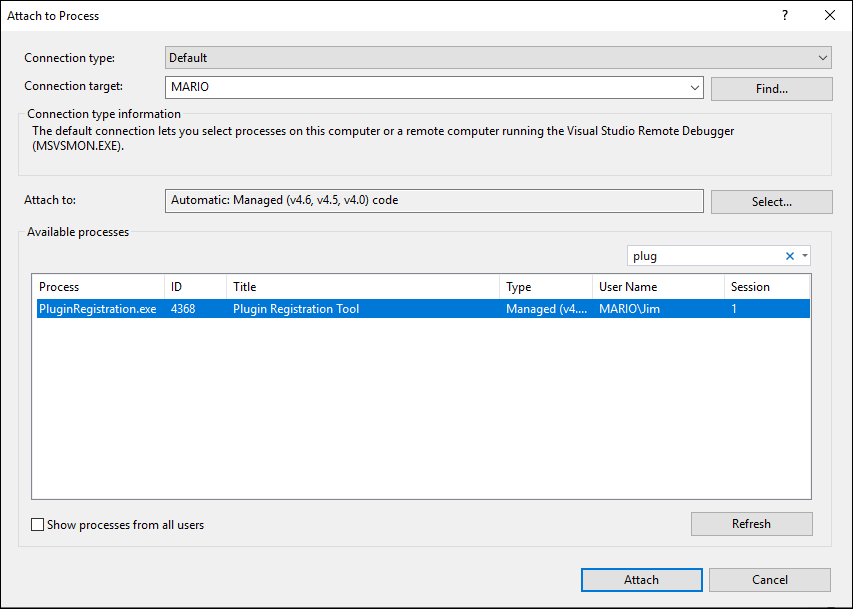 Attach to Process
?
Connection type: Default
Connection target: MARIO Find...
Connection type information
The default connection lets you select processes on this computer or a remote computer running the Visual Studio Remote Debugger
(MSVSMON.EXE).
Attach to: Automatic: Managed (v4.6, v4.5, v4.0) code Select...
Available processes
plug
Process ID Title Type User Name Session
PluginRegistration.exe 4368 Plugin Registration Tool Managed (v4.... MARIO\Jim 1
Show processes from all users Refresh
Attach Cancel